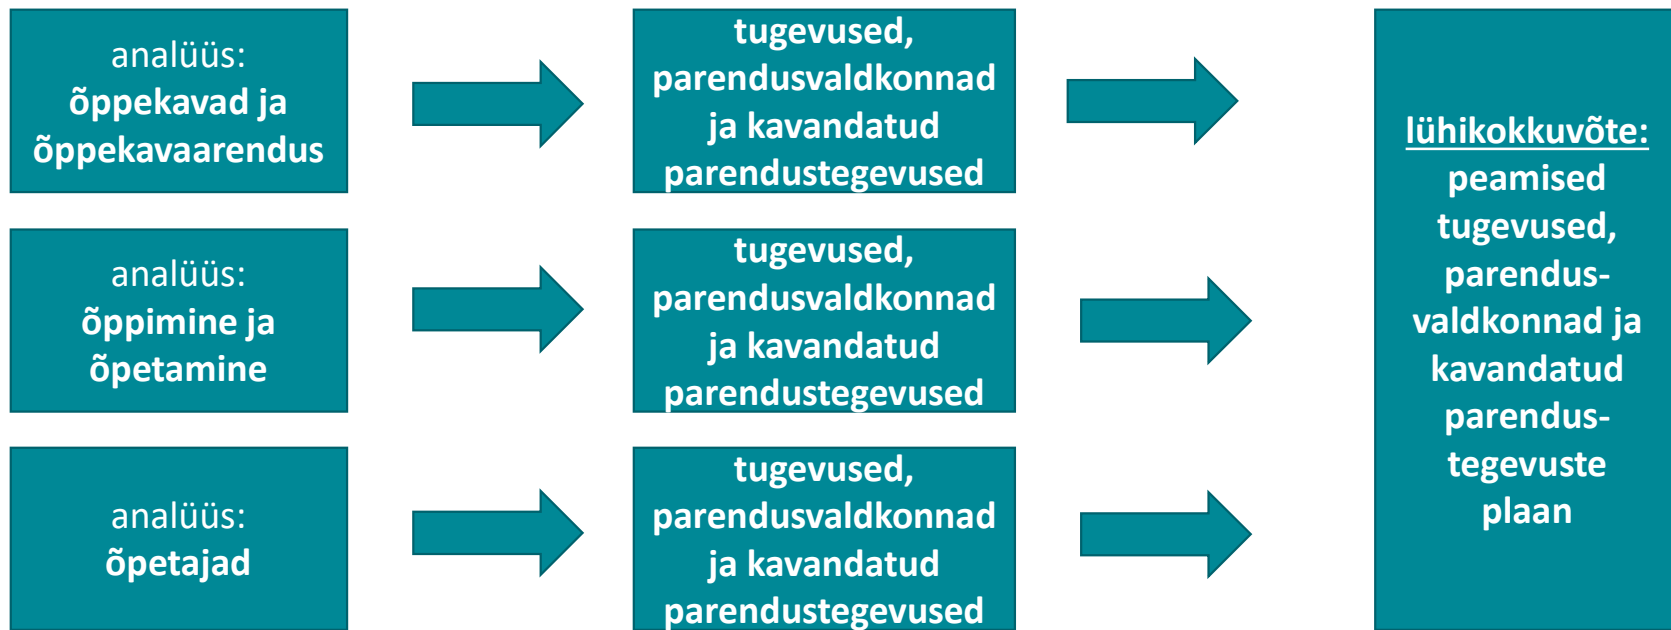 analüüs:
õppekavad ja
õppekavaarendus
tugevused,
parendusvaldkonnad
ja kavandatud
parendustegevused
analüüs:
õppimine ja
õpetamine
tugevused,
parendusvaldkonnad
ja kavandatud
parendustegevused
analüüs:
õpetajad
tugevused,
parendusvaldkonnad
ja kavandatud
parendustegevused
lühikokkuvõte:
peamised
tugevused,
parendus-
valdkonnad ja
kavandatud
parendus-
tegevuste
plaan